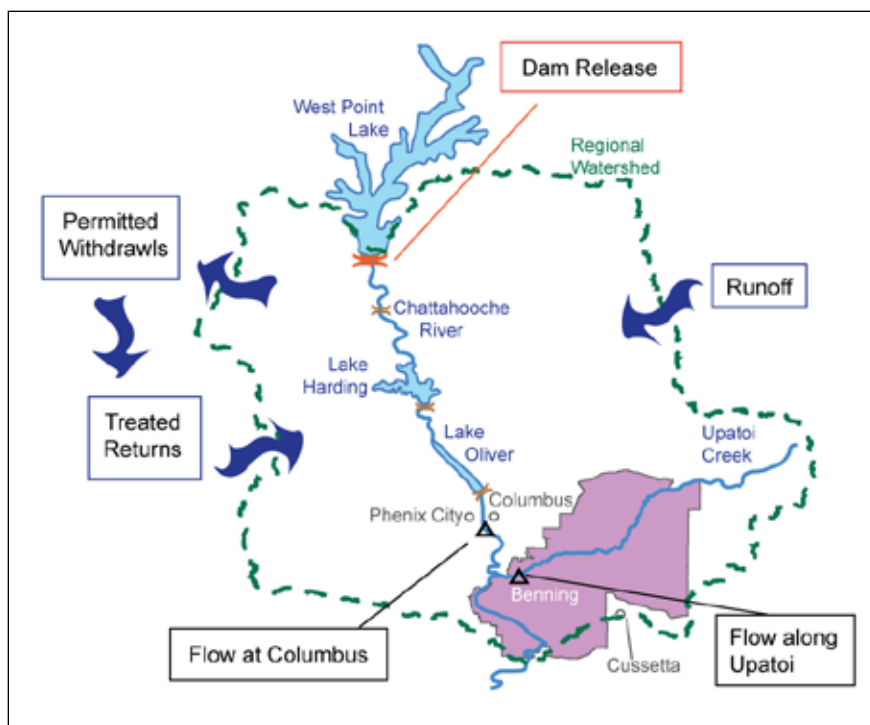 Dam Release
West Point
Lake
Regional
Watershed
Permitted
Withdrawls
Runoff
Chattahooche
River
Lake
Harding
Treated
Returns
Lake
Oliver
Upatoi
Creek
Columbus
Phenix City
Benning
Flow at Columbus
Cussetta
Flow along
Upatoi